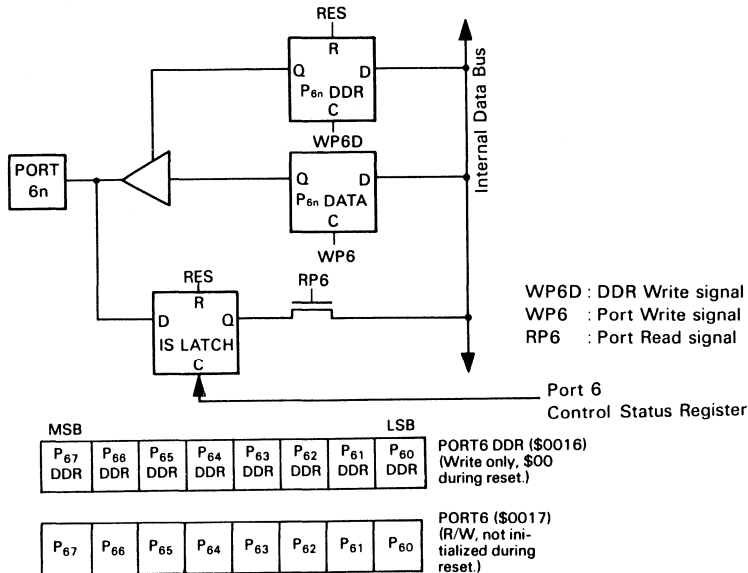 RES
R
Q D
P6n DDR
C
WP6D
Internal Data Bus
PORT
6n
Q D
P6n DATA
C
WP6
RES
R
D Q
IS LATCH
C
RP6
WP6D : DDR Write signal
WP6 : Port Write signal
RP6 : Port Read signal
Port 6
Control Status Register
MSB LSB
P67 DDR P66 DDR P65 DDR P64 DDR P63 DDR P62 DDR P61 DDR P60 DDR
PORT6 DDR ($0016)
(Write only, $00
during reset.)
P67 P66 P65 P64 P63 P62 P61 P60
PORT6 ($0017)
(R/W, not ini-
tialized during
reset.)